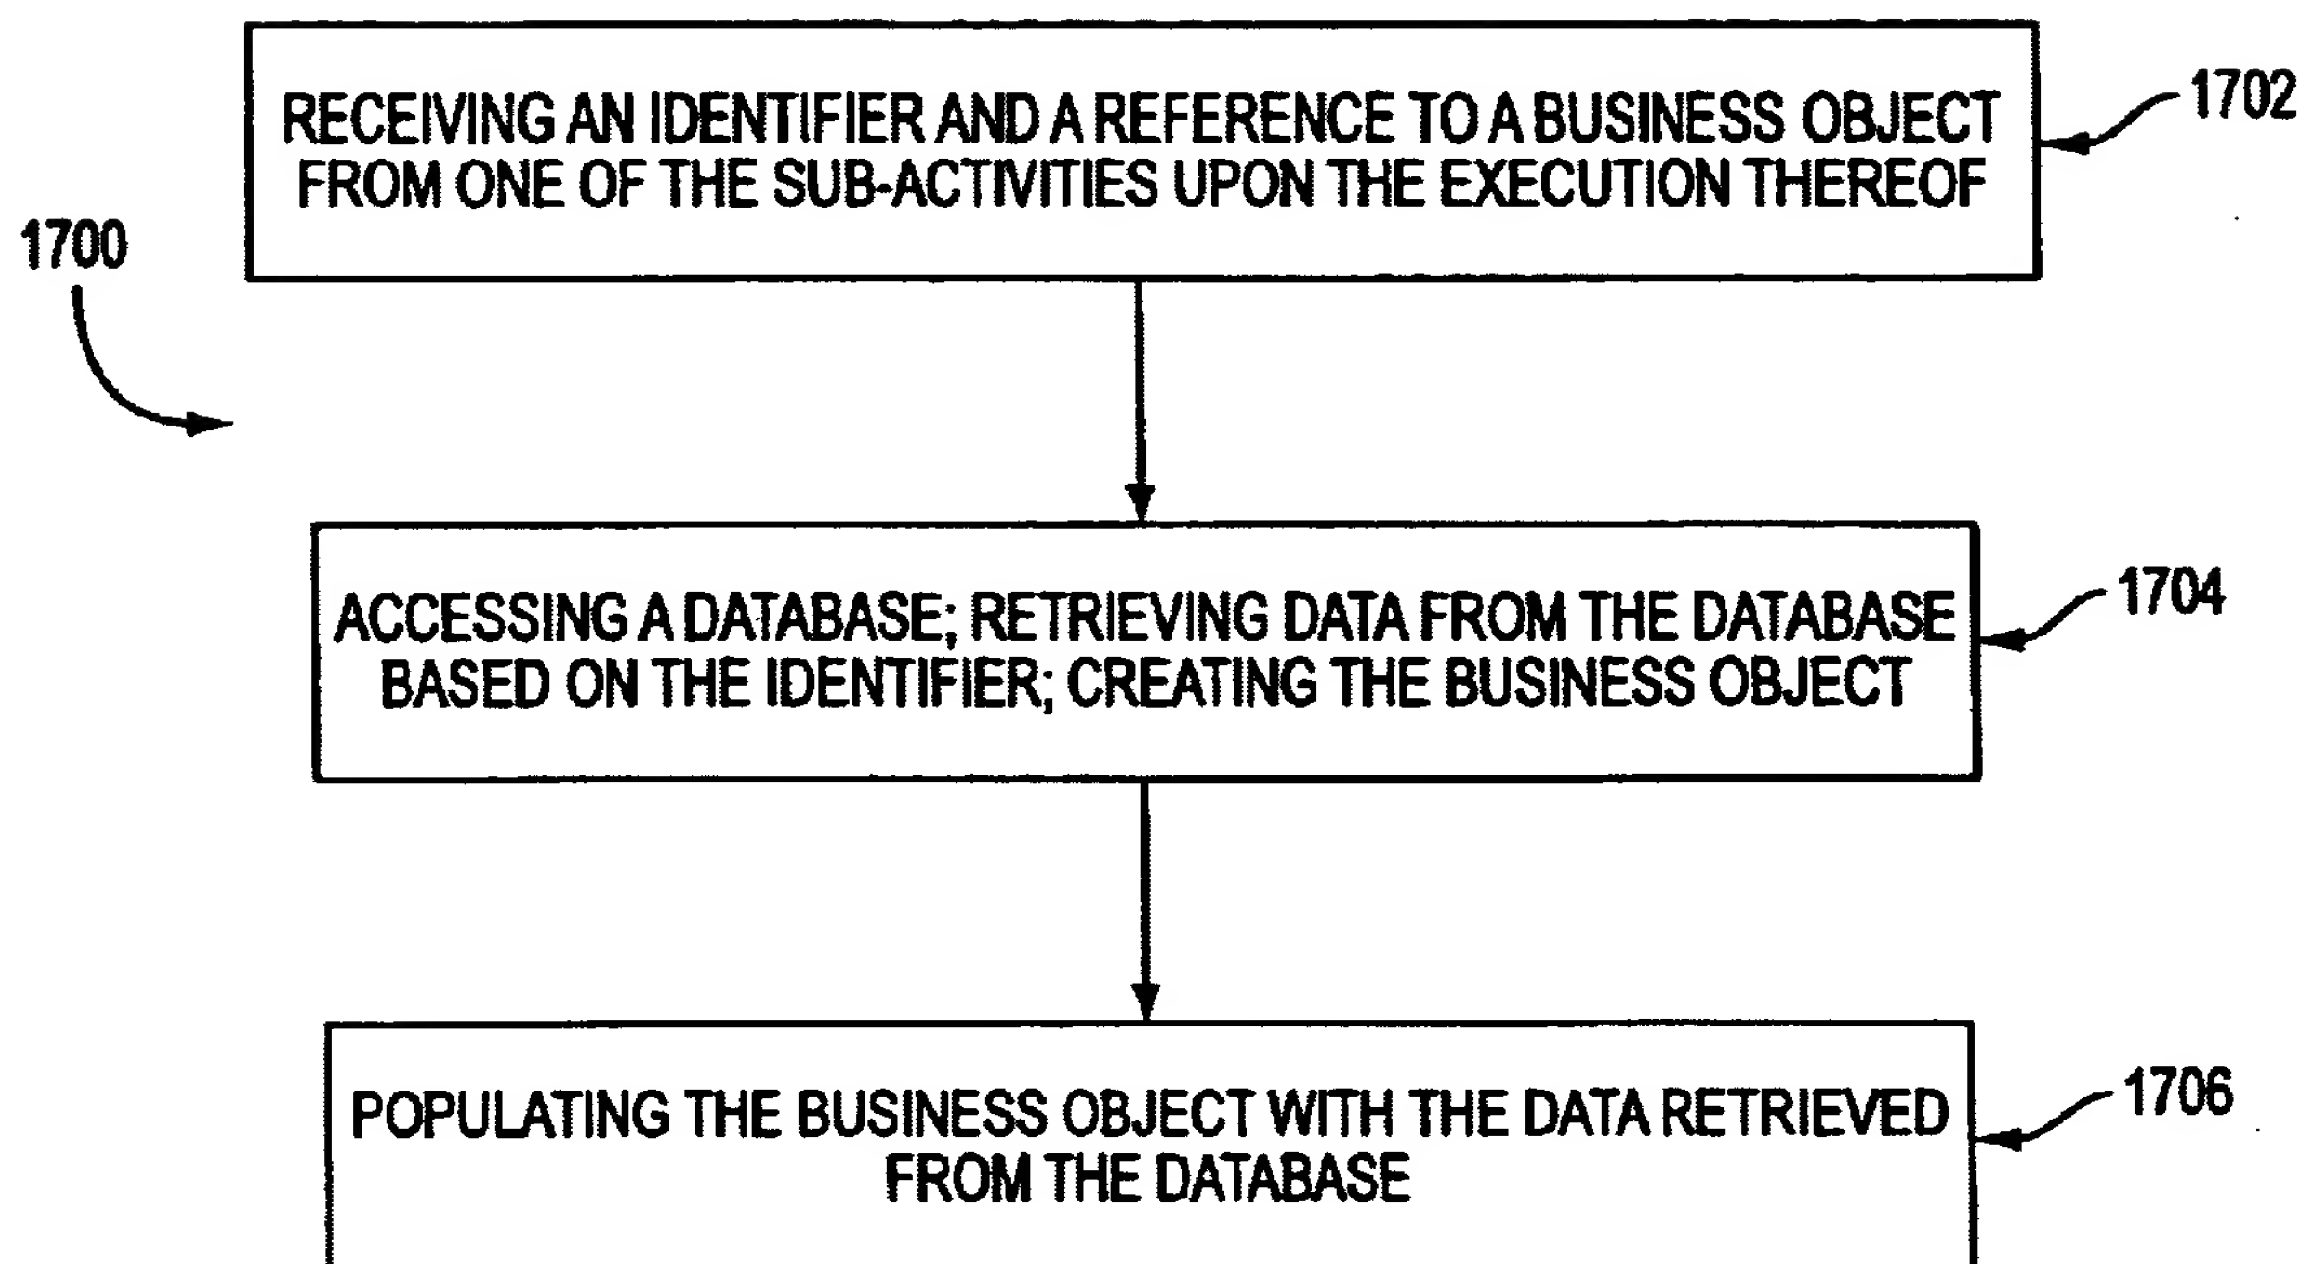 RECEIVING AN IDENTIFIER AND A REFERENCE TO A BUSINESS OBJECT
FROM ONE OF THE SUB-ACTIVITIES UPON THE EXECUTION THEREOF
1702
1700
ACCESSING A DATABASE; RETRIEVING DATA FROM THE DATABASE
BASED ON THE IDENTIFIER; CREATING THE BUSINESS OBJECT
1704
POPULATING THE BUSINESS OBJECT WITH THE DATA RETRIEVED
FROM THE DATABASE
1706